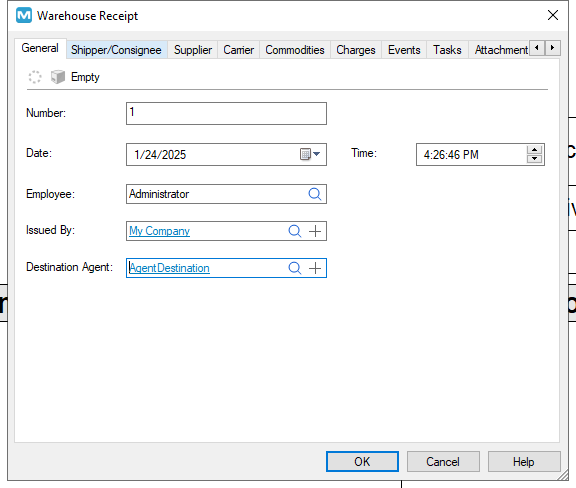 Warehouse Receipt
General Shipper/Consignee Supplier Carrier Commodities Charges Events Tasks Attachment
Empty
Number: 1
Date: 1/24/2025 Time: 4:26:46 PM
Employee: Administrator
Issued By: My Company
Destination Agent: AgentDestination
OK Cancel Help